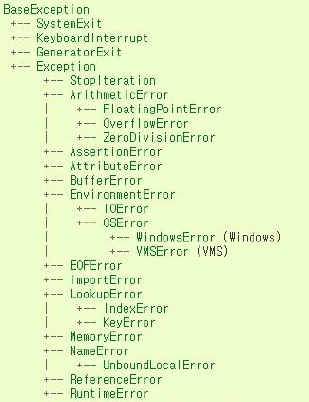 BaseException
 +-- SystemExit
 +-- KeyboardInterrupt
 +-- GeneratorExit
 +-- Exception
      +-- StopIteration
      +-- ArithmeticError
      |    +-- FloatingPointError
      |    +-- OverflowError
      |    +-- ZeroDivisionError
      +-- AssertionError
      +-- AttributeError
      +-- BufferError
      +-- EnvironmentError
      |    +-- IOError
      |    +-- OSError
      |         +-- WindowsError (Windows)
      |         +-- VMSError (VMS)
      +-- EOFError
      +-- ImportError
      +-- LookupError
      |    +-- IndexError
      |    +-- KeyError
      +-- MemoryError
      +-- NameError
      |    +-- UnboundLocalError
      +-- ReferenceError
      +-- RuntimeError